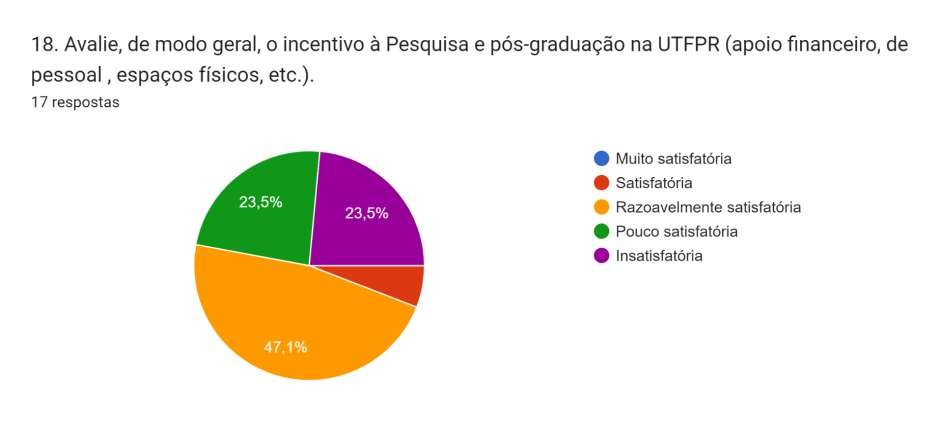 18. Avalie, de modo geral, o incentivo à Pesquisa e pós-graduação na UTFPR (apoio financeiro, de
pessoal , espaços físicos, etc.).
17 respostas
23,5%
23,5%
47,1%
Muito satisfatória
Satisfatória
Razoavelmente satisfatória
Pouco satisfatória
Insatisfatória